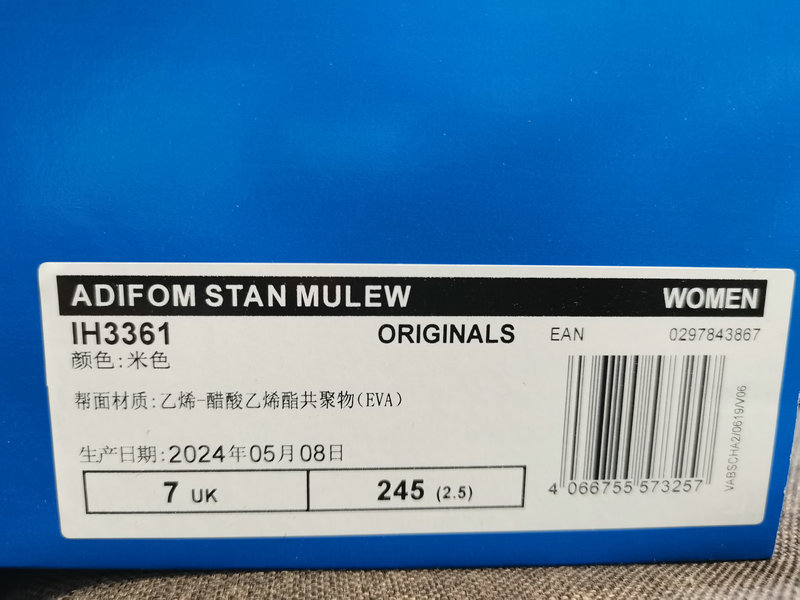 ADIFOM STAN MULEW WOMEN
IH3361 ORIGINALS EAN 0297843867
颜色:米色
帮面材质:乙烯-醋酸乙烯酯共聚物(EVA)
生产日期:2024年05月08日
7 UK 245 (2.5)
4 066755 573257
VABSCHA2/0619/V06